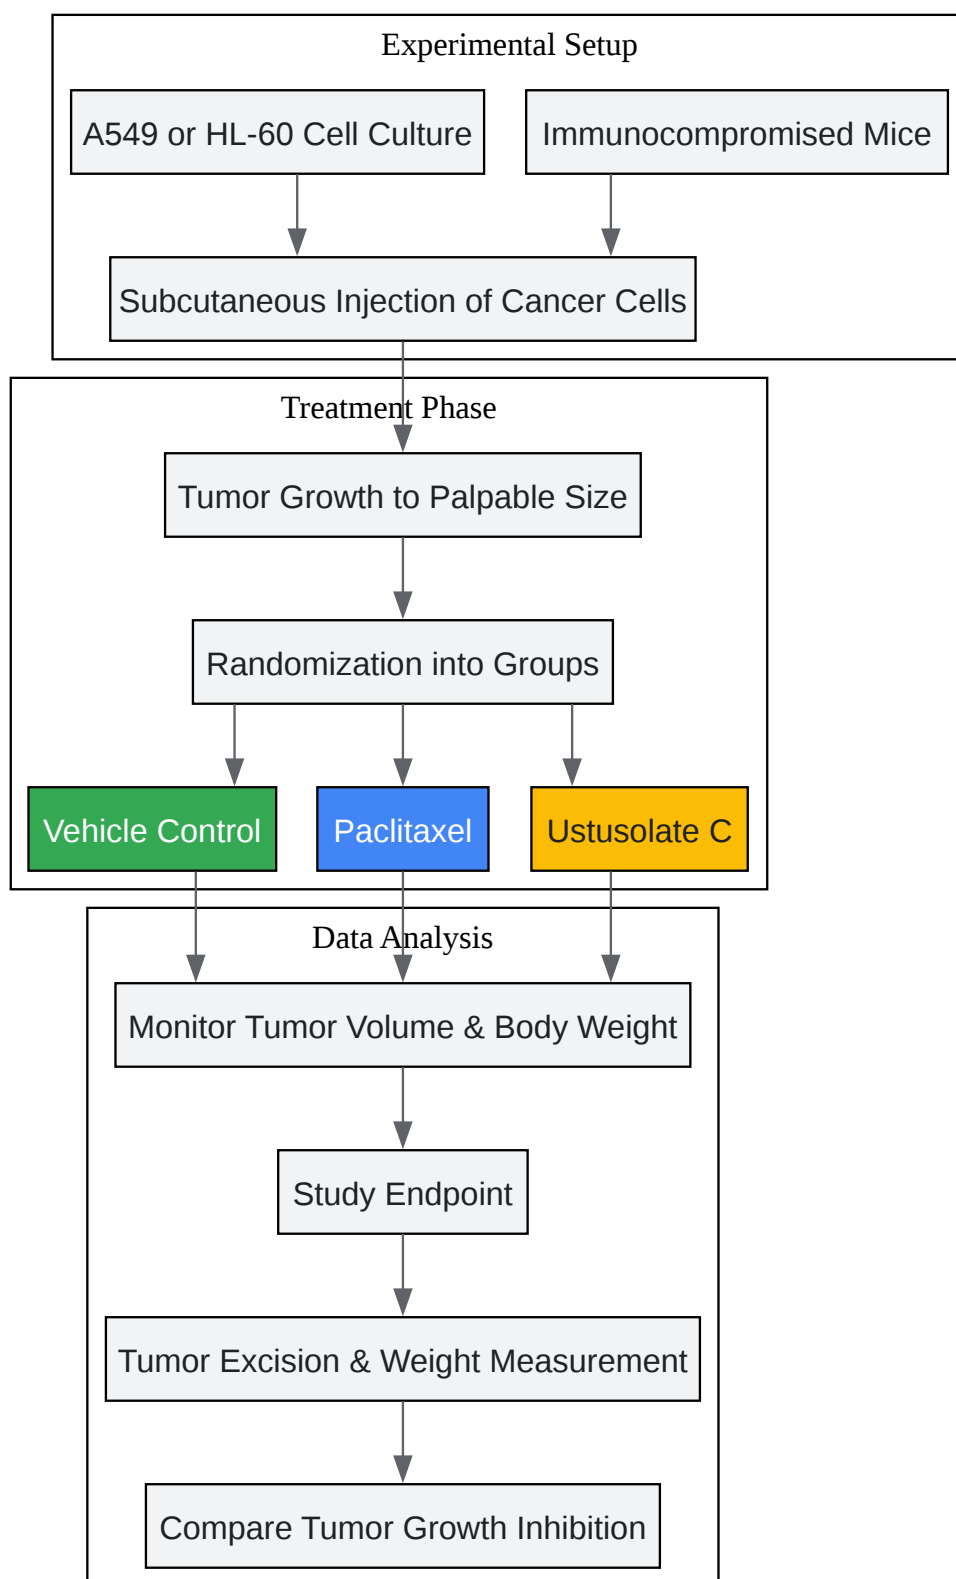 Experimental Setup
A549 or HL-60 Cell Culture
Immunocompromised Mice
Subcutaneous Injection of Cancer Cells
Treatment Phase
Tumor Growth to Palpable Size
Randomization into Groups
Vehicle Control
Paclitaxel
Ustusolate C
Data Analysis
Monitor Tumor Volume & Body Weight
Study Endpoint
Tumor Excision & Weight Measurement
Compare Tumor Growth Inhibition